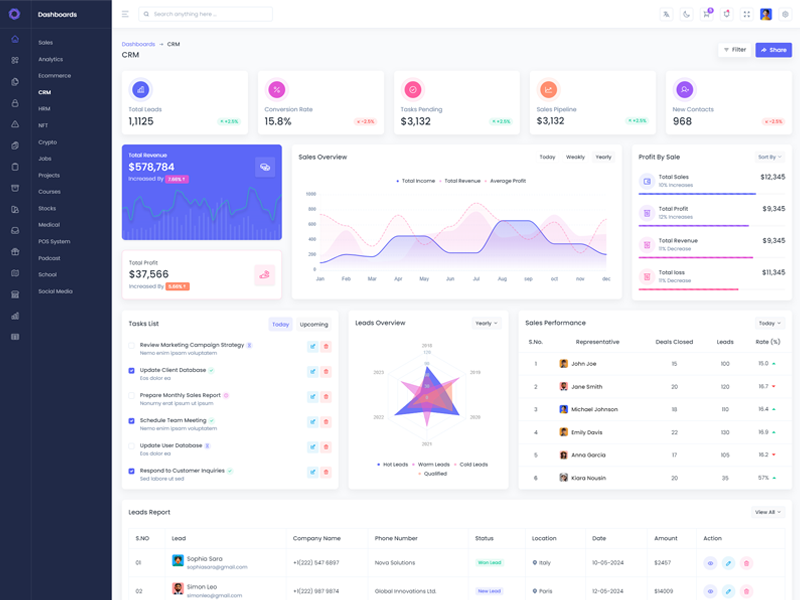 Dashboards
Search anything here ...
5
Sales
Analytics
Ecommerce
CRM
HRM
NFT
Crypto
Jobs
Projects
Courses
Stocks
Medical
POS System
Podcast
School
Social Media
Dashboards → CRM
CRM
Filter
Share
Total Leads
1,1125
+2.5%
Conversion Rate
15.8%
-2.5%
Tasks Pending
$3,132
+2.5%
Sales Pipeline
$3,132
+2.5%
New Contacts
968
-2.5%
Total Revenue
$578,784
Increased By 7.66% ↑
Total Profit
$37,566
Increased By 5.66% ↑
Sales Overview
Today Weakly Yearly
Total Income Total Revenue Average Profit
1000
800
600
400
200
0
Jan Feb Mar Apr May Jun Jul Aug sep oct nov dec
Profit By Sale
Sort By
Total Sales $12,345
10% Increases
Total Profit $9,345
12% Increases
Total Revenue $9,345
11% Decrease
Total loss $11,345
11% Decrease
Tasks List
Today Upcoming
Review Marketing Campaign Strategy
Nemo enim ipsam voluptatem
Update Client Database
Eos dolor ea
Prepare Monthly Sales Report
Nonumy erdi ipsum ut ipsum
Schedule Team Meeting
Nemo enim ipsam voluptatem
Update User Database
Eos dolor ea
Respond to Customer Inquiries
Sed labore ut sed
Leads Overview
Yearly
2018
120
2019
2020
2021
2022
2023
Hot Leads Warm Leads Cold Leads
Qualified
Sales Performance
Today
S.No. Representative Deals Closed Leads Rate (%)
1 John Joe 15 100 15.0
2 Jane Smith 20 120 16.7
3 Michael Johnson 18 110 16.4
4 Emily Davis 22 130 16.9
5 Anna Garcia 17 105 16.2
6 Kiara Nousin 20 35 57%
Leads Report
View All
S.NO Lead Company Name Phone Number Status Location Date Amount Action
01 Sophia Sara +1(222) 547 6897 Nova Solutions Won Lead Italy 10-05-2024 $2457
sophiasara@gmail.com
02 Simon Leo +1(222) 987 9874 Global Innovations Ltd. New Lead Paris 12-05-2024 $14009
simonleo@gmail.com